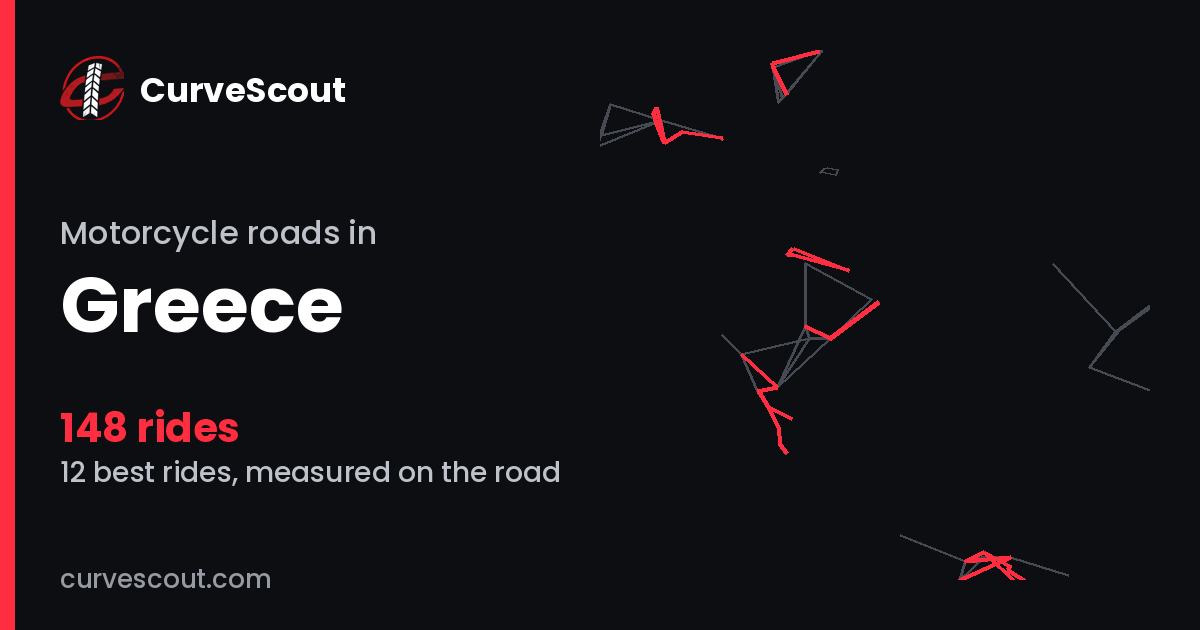 CurveScout
Motorcycle roads in
Greece
148 rides
12 best rides, measured on the road
curvescout.com